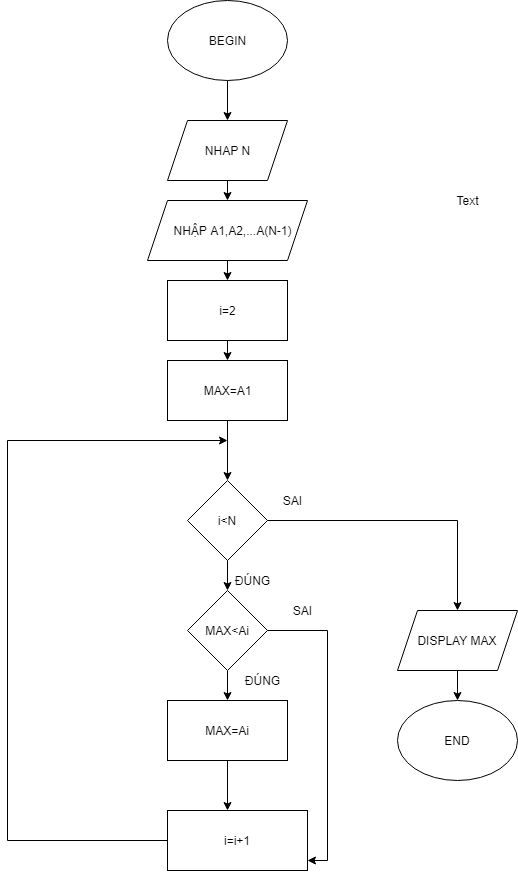 BEGIN
NHAP N
Text
NHẬP A1,A2,...A(N-1)
i=2
MAX=A1
SAI
i<N
ĐÚNG
SAI
MAX<Ai
DISPLAY MAX
ĐÚNG
MAX=Ai
END
i=i+1